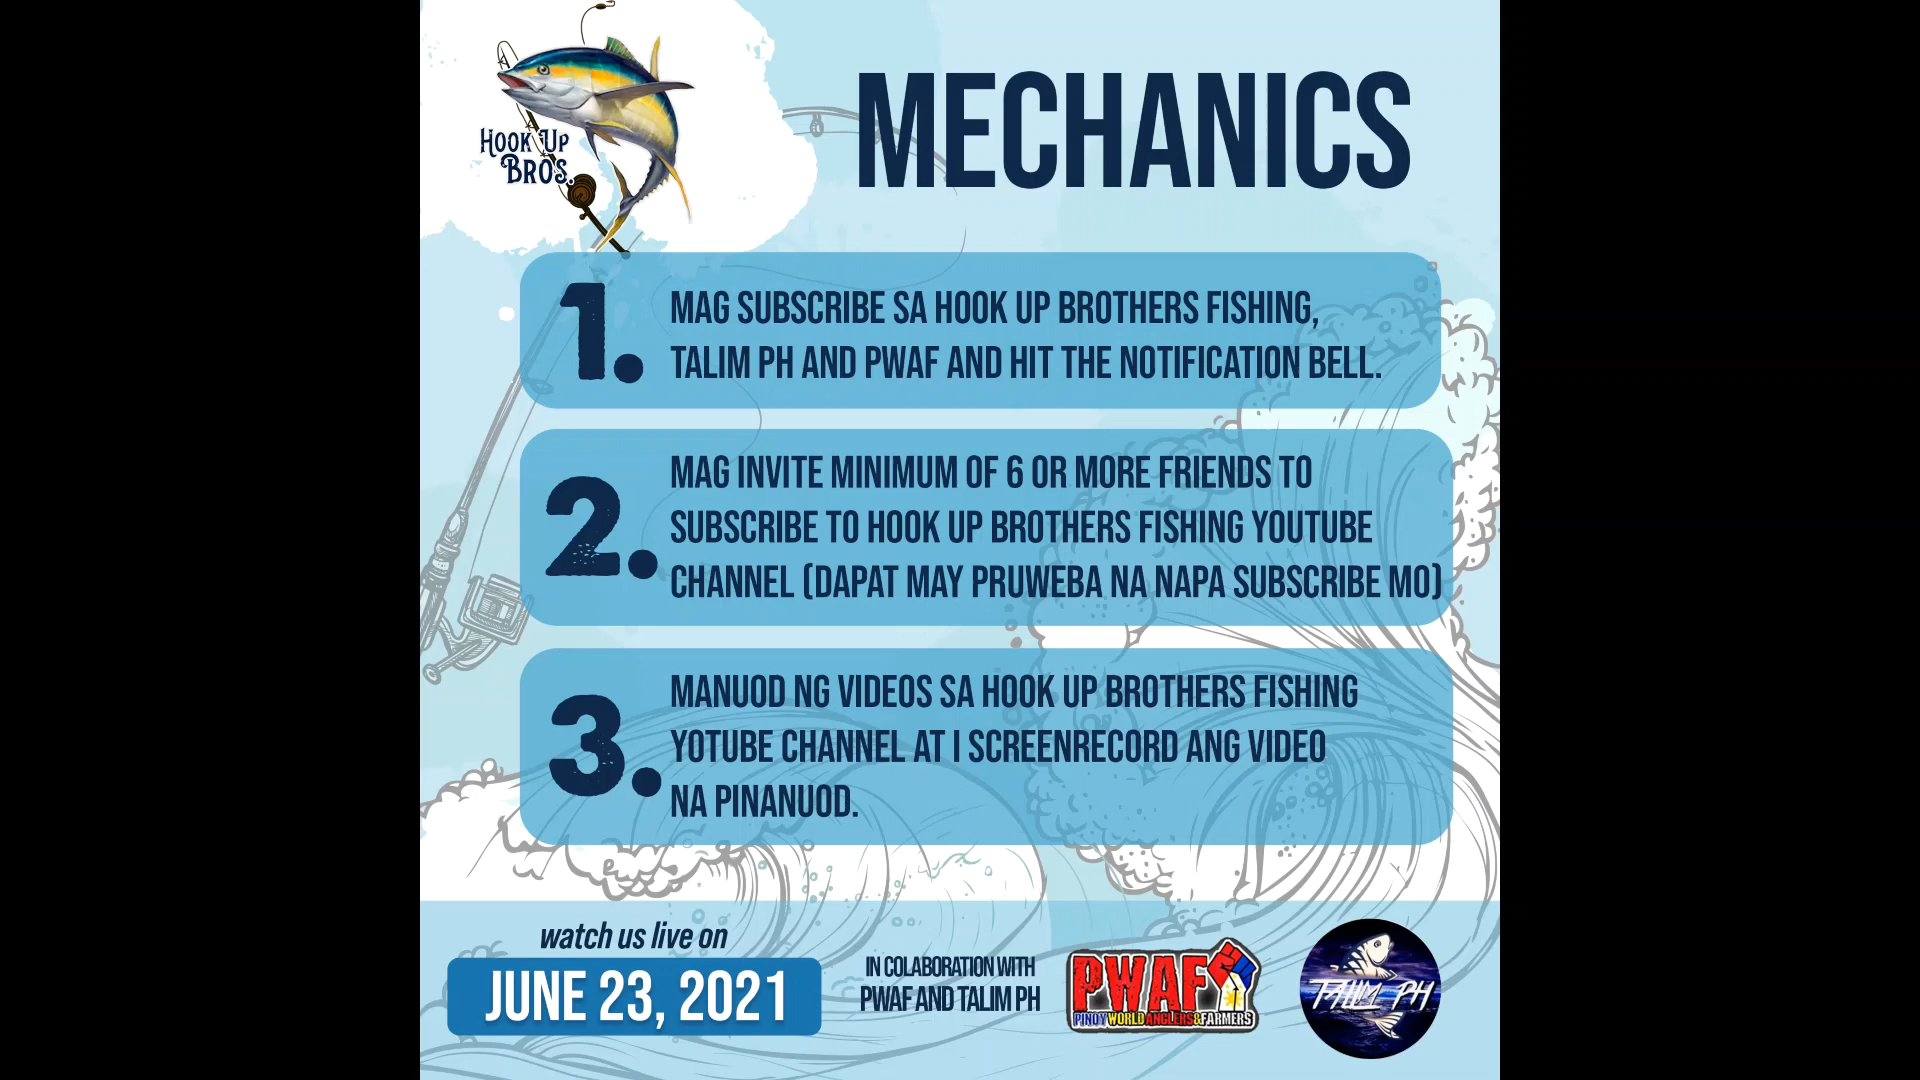 HOOK UP
BROS.
MECHANICS
1.
MAG SUBSCRIBE SA HOOK UP BROTHERS FISHING,
TALIM PH AND PWAF AND HIT THE NOTIFICATION BELL.
2.
MAG INVITE MINIMUM OF 6 OR MORE FRIENDS TO
SUBSCRIBE TO HOOK UP BROTHERS FISHING YOUTUBE
CHANNEL (DAPAT MAY PRUWEBA NA NAPA SUBSCRIBE MO)
3.
MANUOD NG VIDEOS SA HOOK UP BROTHERS FISHING
YOTUBE CHANNEL AT I SCREENRECORD ANG VIDEO
NA PINANUOD.
watch us live on
JUNE 23, 2021
IN COLABORATION WITH
PWAF AND TALIM PH
PWAF
PINOY WORLD ANGLERS & FARMERS
TALIM PH